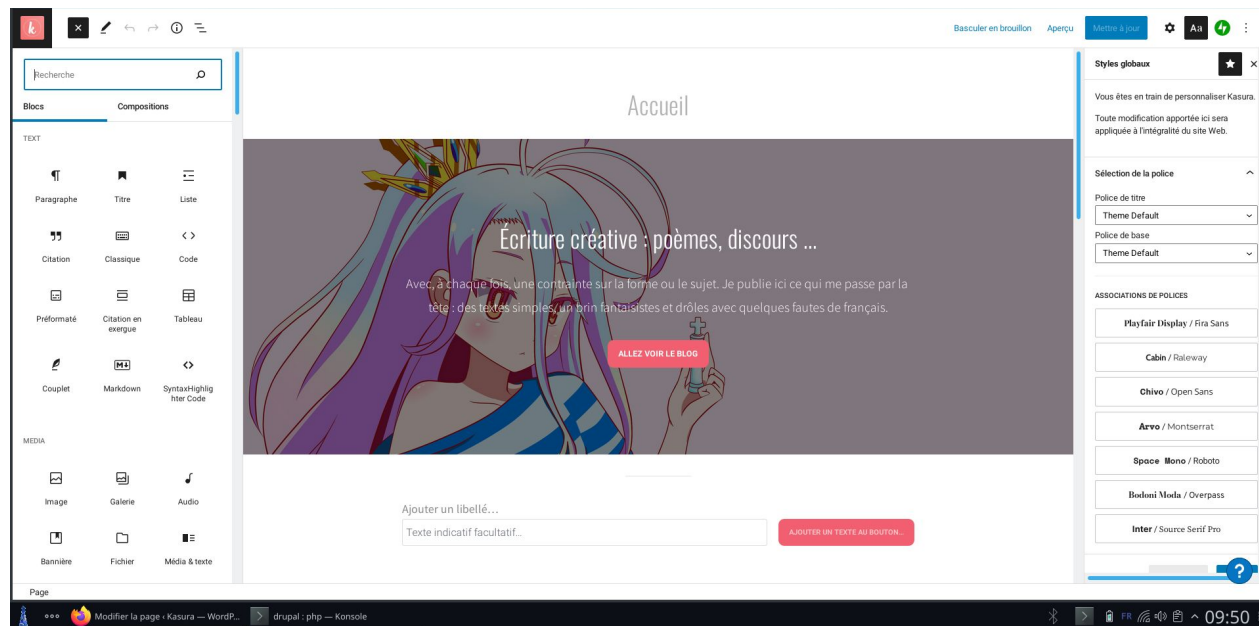 k
Basculer en brouillon Aperçu Mettre à jour Aa
Recherche
Blocs Compositions
TEXT
Paragraphe Titre Liste
Citation Classique Code
Préformaté Citation en
exergue
Tableau
Couplet Markdown SyntaxHighlig
hter Code
MEDIA
Image Galerie Audio
Bannière Fichier Média & texte
Accueil
Écriture créative : poèmes, discours ...
Avec, à chaque fois, une contrainte sur la forme ou le sujet. Je publie ici ce qui me passe par la
tête : des textes simples, un brin fantaisistes et drôles avec quelques fautes de français.
ALLEZ VOIR LE BLOG
Ajouter un libellé…
Texte indicatif facultatif…
AJOUTER UN TEXTE AU BOUTON…
Styles globaux
Vous êtes en train de personnaliser Kasura.
Toute modification apportée ici sera
appliquée à l'intégralité du site Web.
Sélection de la police
Police de titre
Theme Default
Police de base
Theme Default
ASSOCIATIONS DE POLICES
Playfair Display / Fira Sans
Cabin / Raleway
Chivo / Open Sans
Arvo / Montserrat
Space Mono / Roboto
Bodoni Moda / Overpass
Inter / Source Serif Pro
?
Page
Modifier la page ‹ Kasura — WordP… drupal : php — Konsole FR 09:50